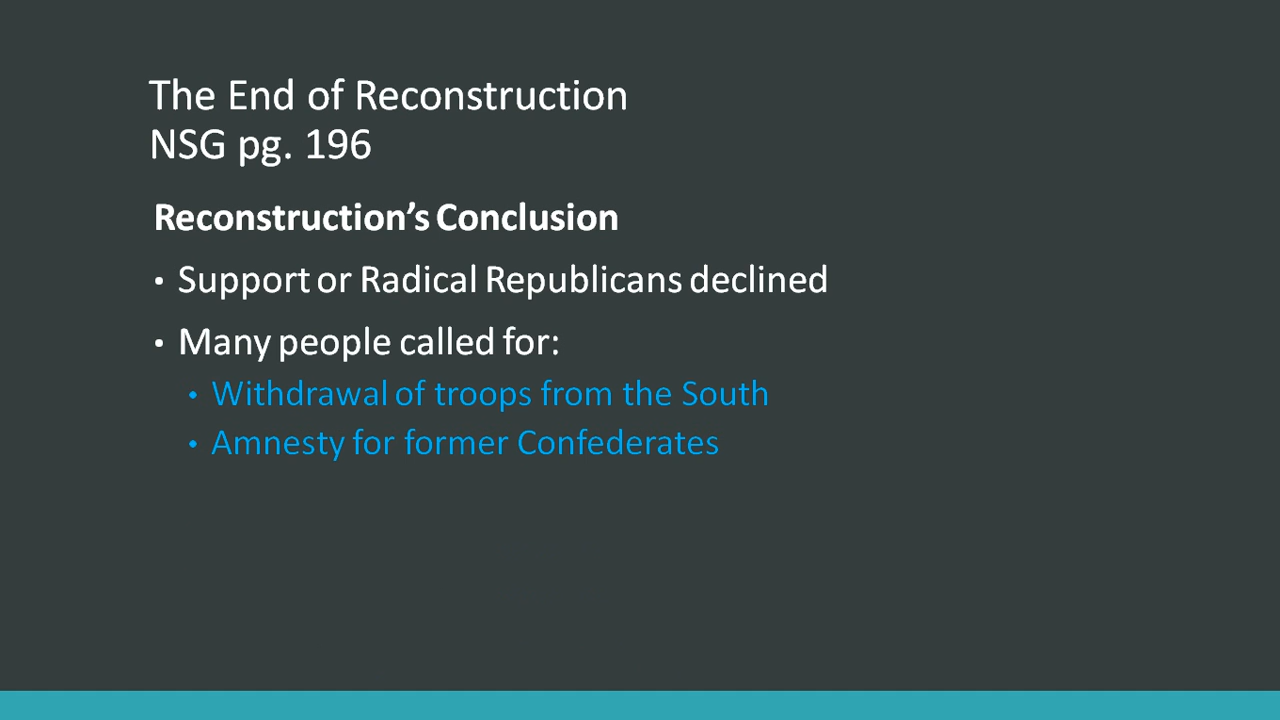 The End of Reconstruction
NSG pg. 196
Reconstruction’s Conclusion
• Support or Radical Republicans declined
• Many people called for:
• Withdrawal of troops from the South
• Amnesty for former Confederates